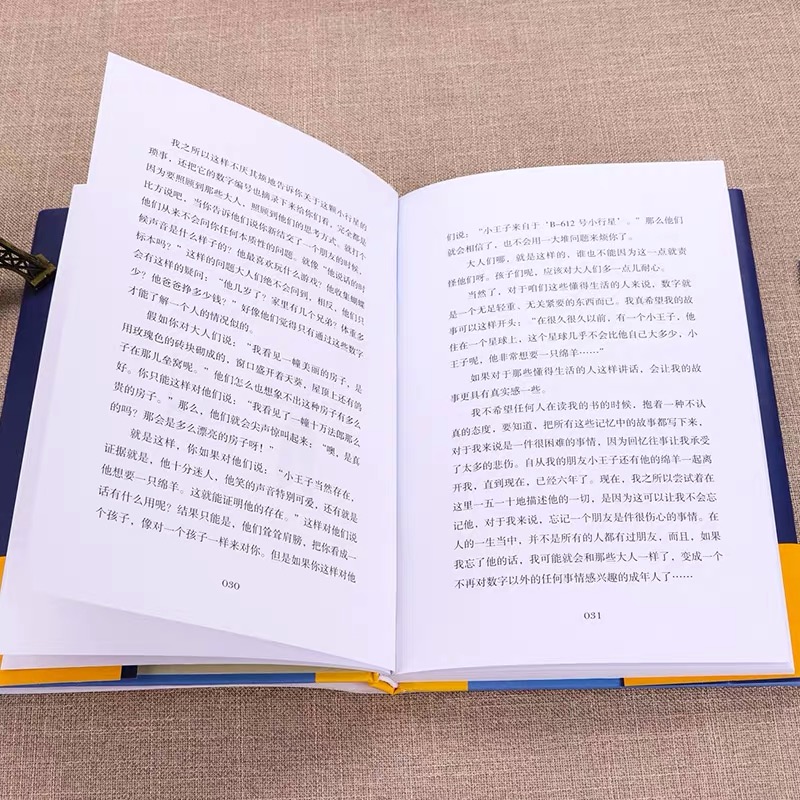 我之所以这样不厌其烦地告诉你关于这颗小行星的
琐事，还把它的数字编号也摘录下来给你们看，完全都是
因为要照顾到那些大人，照顾到他们的思考方式。就打个
比方说吧，当你告诉他们说你新结交了一个朋友的时候，
他们从来不会问你任何本质性的问题。就像“他说话的时
候声音是什么样子的？他最喜欢玩什么游戏？他收集蝴蝶
标本吗？”这样的问题大人们绝不会问到，相反，他们只
会有这样的疑问：“他几岁了？家里有几个兄弟？体重多
少？他爸爸挣多少钱？”好像他们觉得只有通过这些数字
才能了解一个人的情况似的。
假如你对大人们说：“我看见一幢美丽的房子，是
用玫瑰色的砖块砌成的，窗口盛开着天葵，屋顶上还有鸽
子在那儿垒窝呢。”他们怎么也想象不出这种房子有多么
好。你只能这样对他们说：“我看见了一幢十万法郎那么
贵的房子。”那么，他们就会尖声惊叫起来：“噢，是真
的吗？那会是多么漂亮的房子呀！”
就是这样，你如果对他们说：“小王子当然存在，
证据就是，他十分迷人，他笑的声音特别可爱，还有就是
他想要一只绵羊。这就能证明他的存在。”这样对他们说
话有什么用呢？结果只能是，他们耸耸肩膀，把你看成一
个孩子，像对一个孩子一样来对你。但是如果你这样对他
030
们说：“小王子来自于‘B-612号小行星’。”那么他们
就会相信了，也不会用一大堆问题来烦你了。
大人们哪，就是这样的，谁也不能因为这一点就责
怪他们呀。孩子们呢，应该对大人们多一点儿耐心。
当然了，对于咱们这些懂得生活的人来说，数字就
是一个无足轻重、无关紧要的东西而已。我真希望我的故
事可以这样开头：“在很久很久以前，有一个小王子，他
住在一个星球上，这个星球几乎不会比他自己大多少，小
王子呢，他非常想要一只绵羊……”
如果对于那些懂得生活的人这样讲话，会让我的故
事更具有真实感一些。
我不希望任何人在读我的书的时候，抱着一种不认
真的态度，要知道，把所有这些记忆中的故事都写下来，
对于我来说是一件很困难的事情，因为回忆往事让我承受
了太多的悲伤。自从我的朋友小王子还有他的绵羊一起离
开我，直到现在，已经六年了。现在，我之所以尝试着在
这里一五一十地描述他的一切，是因为这可以让我不会忘
记他，对于我来说，忘记一个朋友是件很伤心的事情。在
人的一生当中，并不是所有的人都有过朋友，而且，如果
我忘了他的话，我可能就会和那些大人一样了，变成一个
不再对数字以外的任何事情感兴趣的成年人了……
031